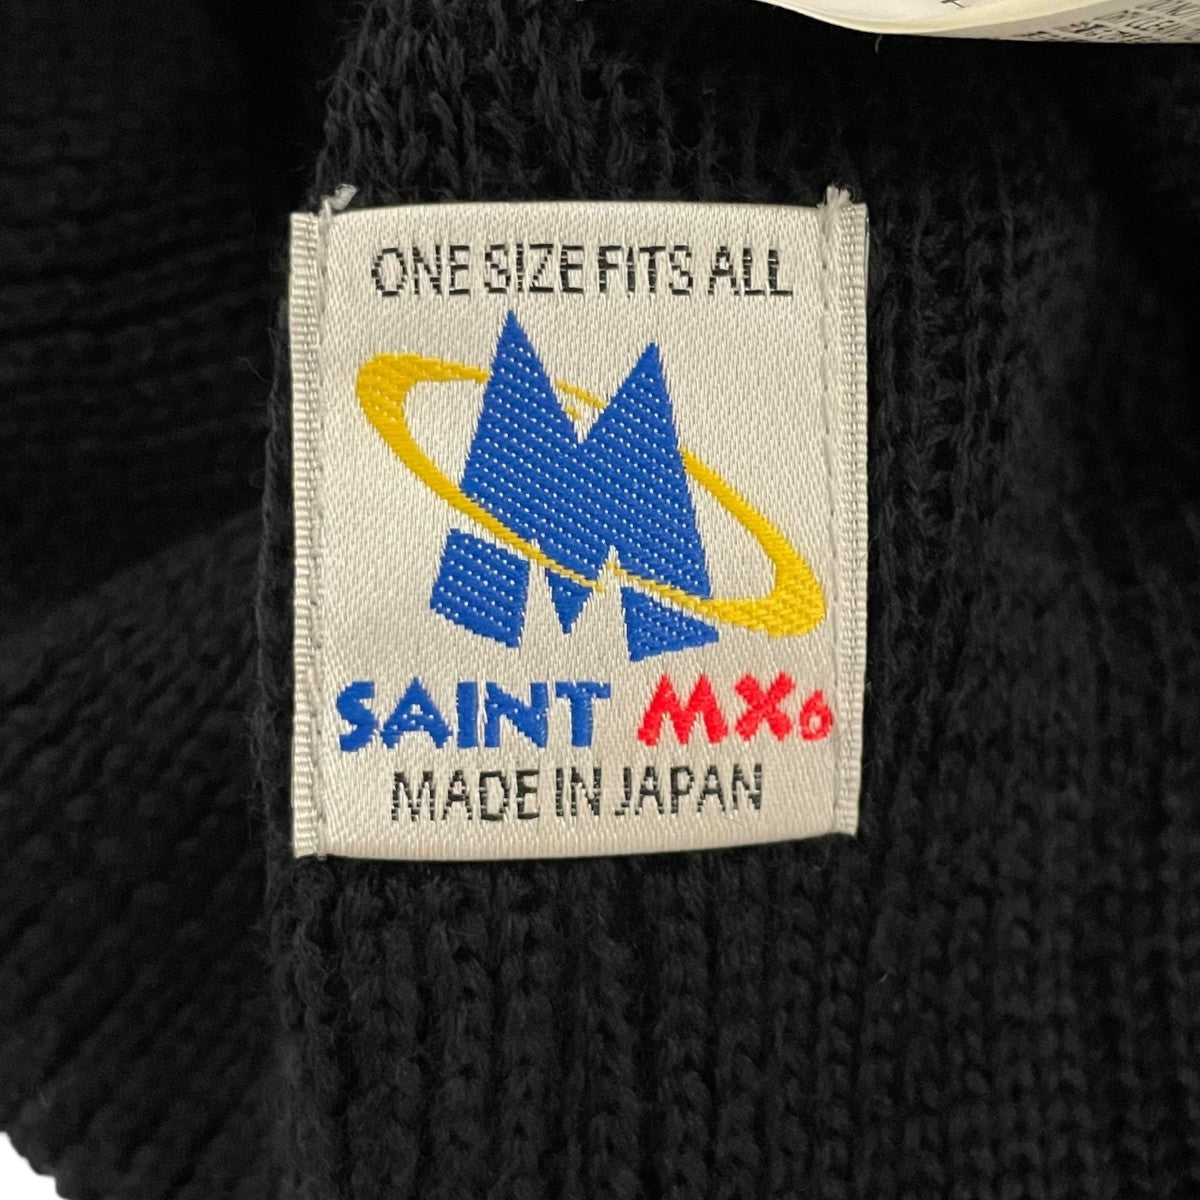 ONE SIZE FITS ALL
SAINT MX6
MADE IN JAPAN